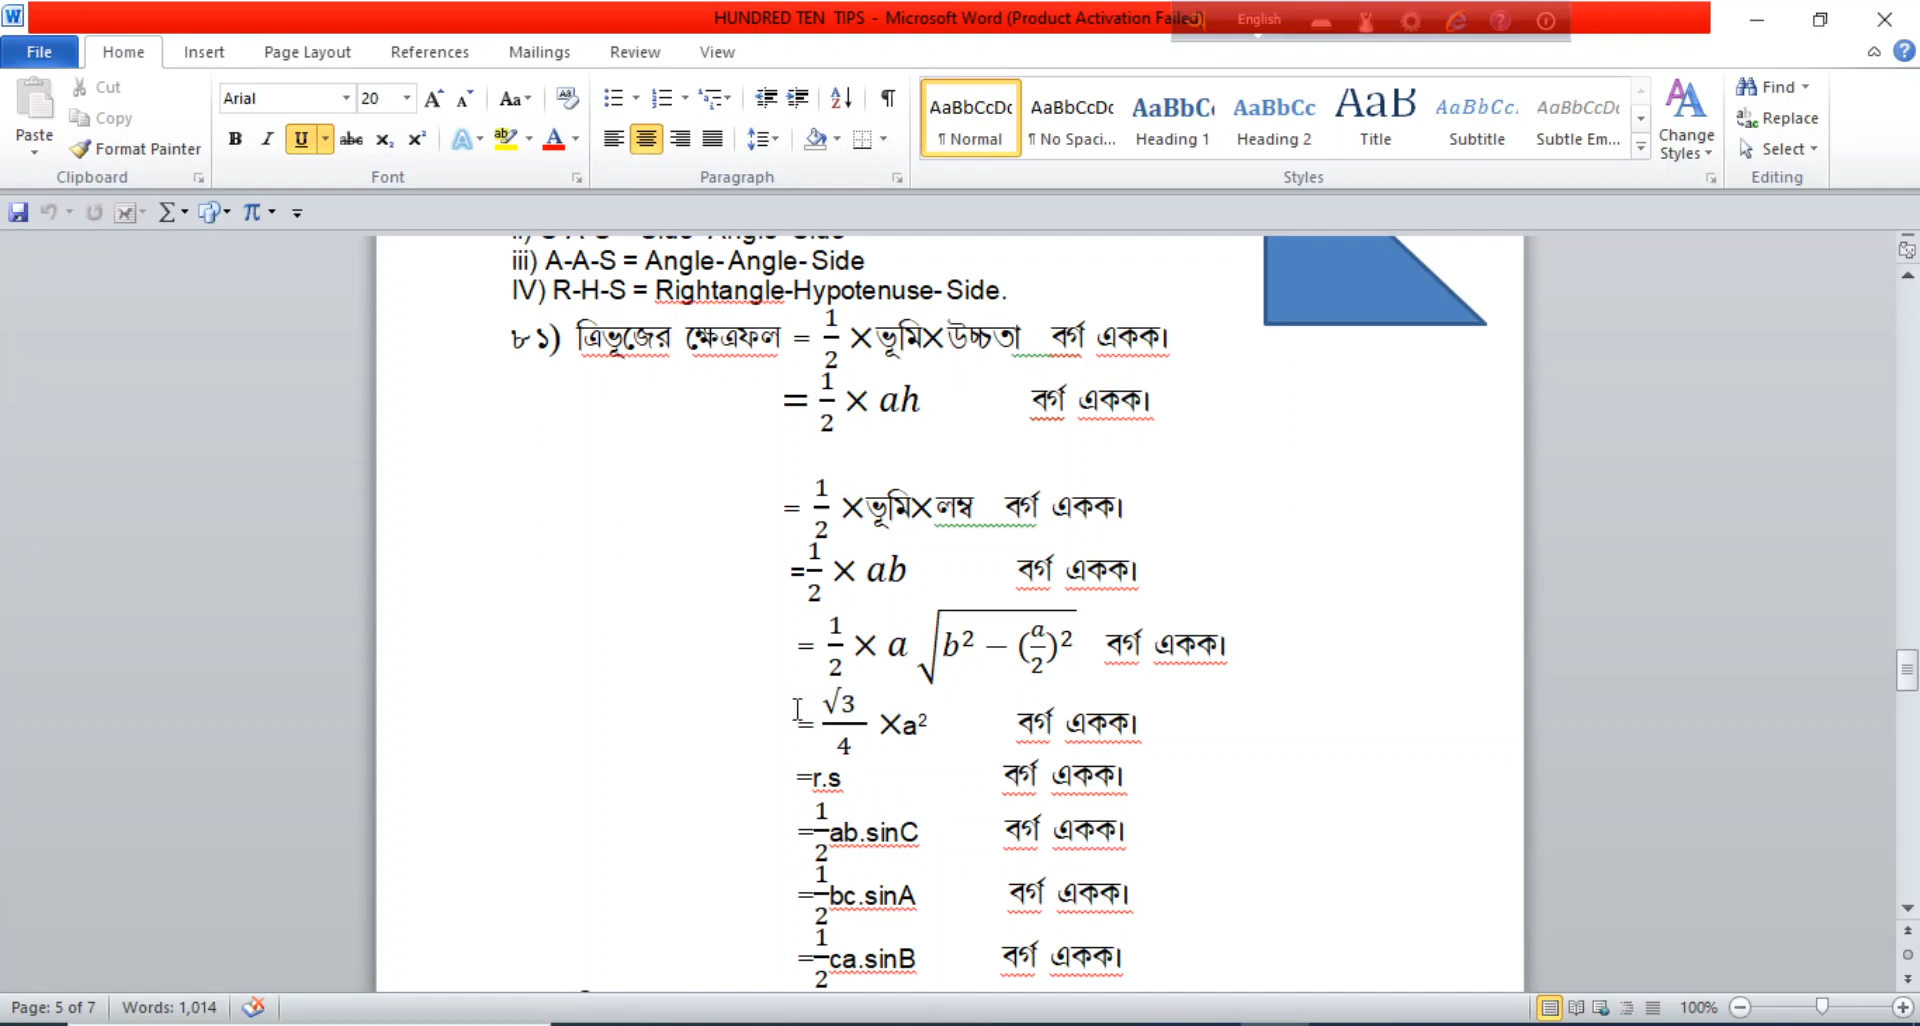 HUNDRED TEN TIPS - Microsoft Word (Product Activation Failed)
English
File Home Insert Page Layout References Mailings Review View
Paste
Cut
Copy
Format Painter
Clipboard
Arial 20
Font
Paragraph
AaBbCcDc AaBbCcDc AaBbC AaBbCc AaB AaBbCc. AaBbCcDc
¶ Normal ¶ No Spaci... Heading 1 Heading 2 Title Subtitle Subtle Em...
Change Styles
Styles
Find
Replace
Select
Editing
iii) A-A-S = Angle- Angle- Side
IV) R-H-S = Rightangle-Hypotenuse- Side.
৮১) ত্রিভূজের ক্ষেত্রফল = 1/2 ×ভূমি×উচ্চতা বর্গ একক।
= 1/2 × ah বর্গ একক।
= 1/2 ×ভূমি×লম্ব বর্গ একক।
=1/2 × ab বর্গ একক।
= 1/2 × a √(b² − (a/2)²) বর্গ একক।
= √3/4 ×a² বর্গ একক।
=r.s বর্গ একক।
=1/2ab.sinC বর্গ একক।
=1/2bc.sinA বর্গ একক।
=1/2ca.sinB বর্গ একক।
Page: 5 of 7 Words: 1,014 100%